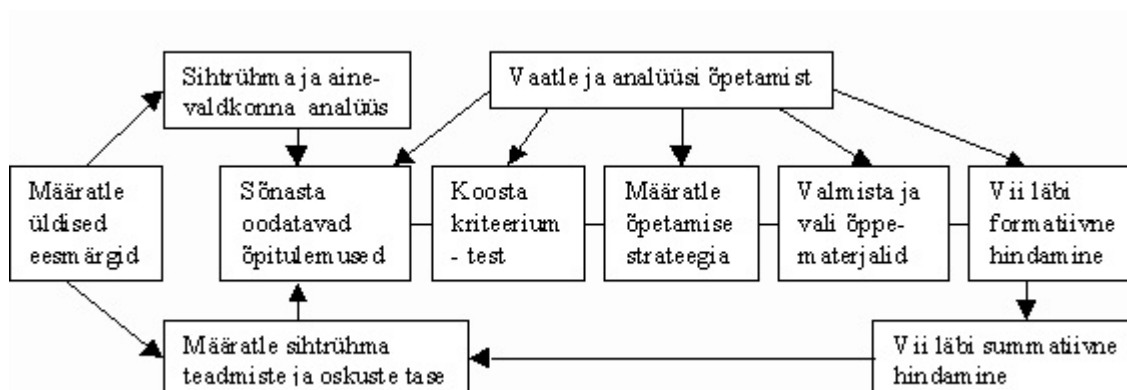 Sihtrühma ja aine-
valdkonna analüüs
Vaatle ja analüüsi õpetamist
Määratle
üldised
eesmärgid
Sõnasta
oodatavad
õpitulemused
Koosta
kriteerium
- test
Määratle
õpetamise
strateegia
Valmista ja
vali õppe-
materjalid
Vii läbi
formatiivne
hindamine
Määratle sihtrühma
teadmiste ja oskuste tase
Vii läbi summatiivne
hindamine